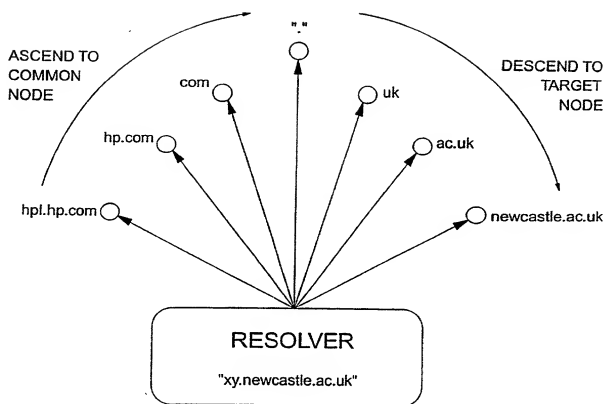 "."
ASCEND TO
COMMON
NODE
DESCEND TO
TARGET
NODE
com
uk
hp.com
ac.uk
hpl.hp.com
newcastle.ac.uk
RESOLVER
"xy.newcastle.ac.uk"